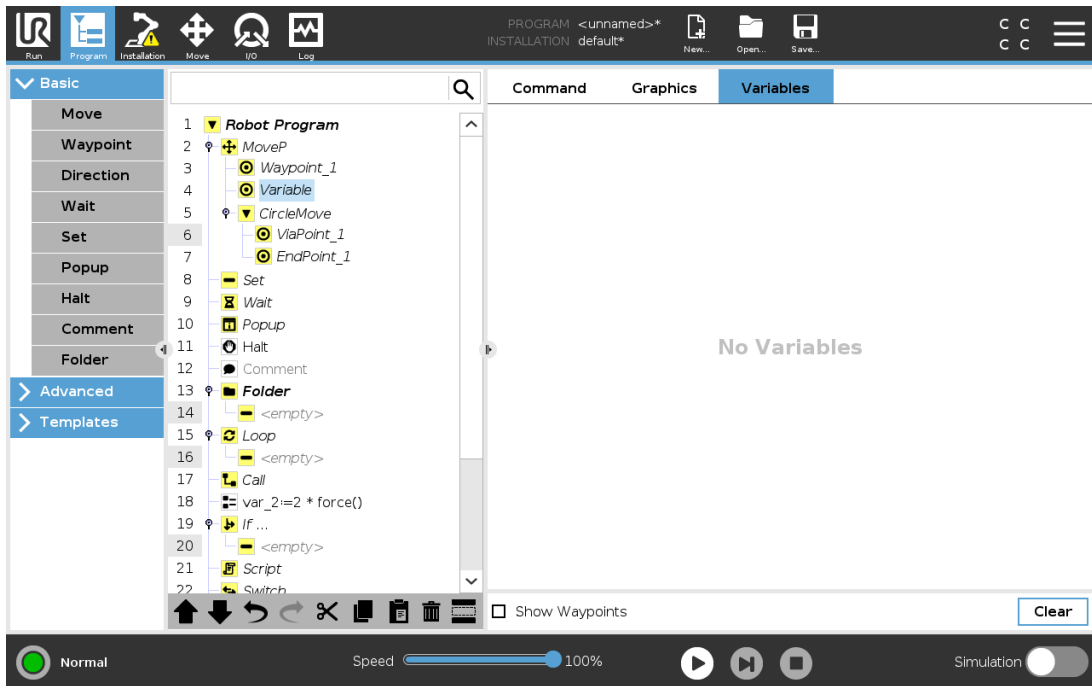 PROGRAM <unnamed>*
INSTALLATION default*
UR
Run
Program
Installation
Move
I/O
Log
New...
Open...
Save...
C C
C C
Basic
Move
Waypoint
Direction
Wait
Set
Popup
Halt
Comment
Folder
Advanced
Templates
1 Robot Program
2 MoveP
3 Waypoint_1
4 Variable
5 CircleMove
6 ViaPoint_1
7 EndPoint_1
8 Set
9 Wait
10 Popup
11 Halt
12 Comment
13 Folder
14 <empty>
15 Loop
16 <empty>
17 Call
18 var_2:=2 * force()
19 If ...
20 <empty>
21 Script
22 Switch
Command
Graphics
Variables
No Variables
Show Waypoints
Clear
Normal
Speed
100%
Simulation